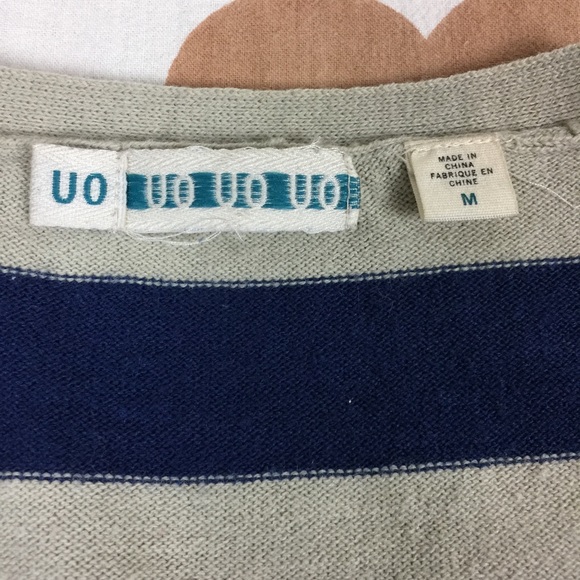 UO UO UO UO
MADE IN
CHINA
FABRIQUE EN
CHINE
M